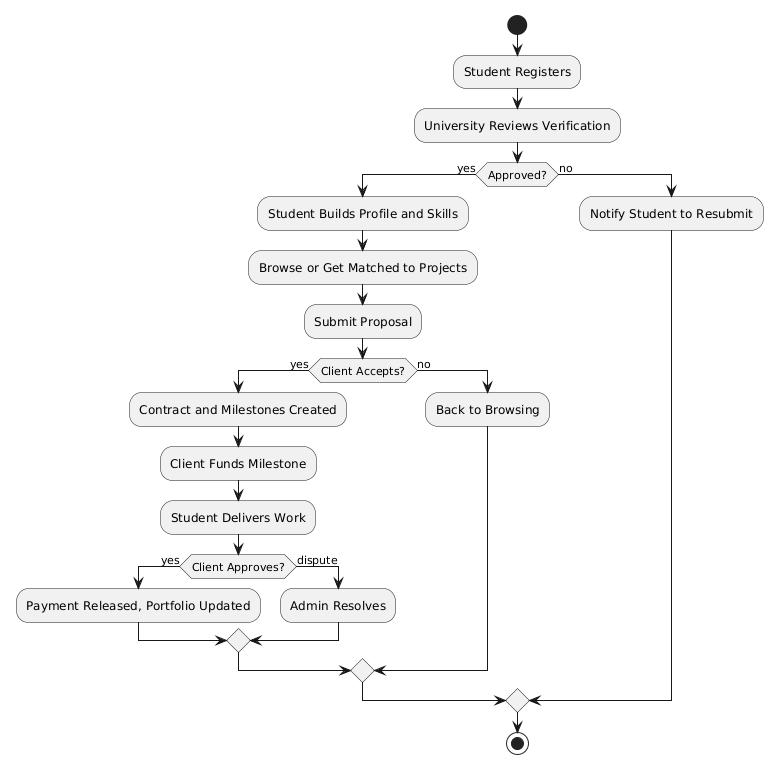 Student Registers
University Reviews Verification
yes
Approved?
no
Student Builds Profile and Skills
Notify Student to Resubmit
Browse or Get Matched to Projects
Submit Proposal
yes
Client Accepts?
no
Contract and Milestones Created
Back to Browsing
Client Funds Milestone
Student Delivers Work
yes
Client Approves?
dispute
Payment Released, Portfolio Updated
Admin Resolves